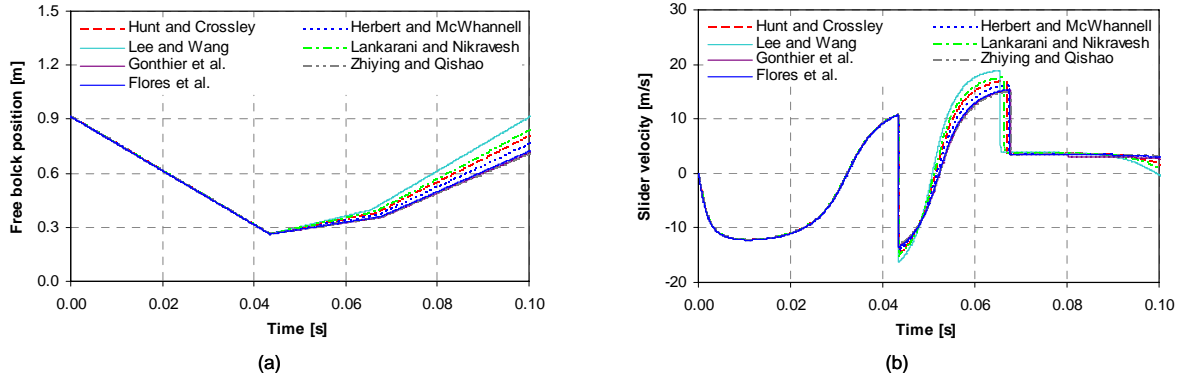 Free bolck position [m]
1.5
1.2
0.9
0.6
0.3
0.0
Hunt and Crossley
Lee and Wang
Gonthier et al.
Flores et al.
Herbert and McWhannell
Lankarani and Nikravesh
Zhiying and Qishao
0.00 0.02 0.04 0.06 0.08 0.10
Time [s]
(a)
Slider velocity [m/s]
30
20
10
0
-10
-20
Hunt and Crossley
Lee and Wang
Gonthier et al.
Flores et al.
Herbert and McWhannell
Lankarani and Nikravesh
Zhiying and Qishao
0.00 0.02 0.04 0.06 0.08 0.10
Time [s]
(b)